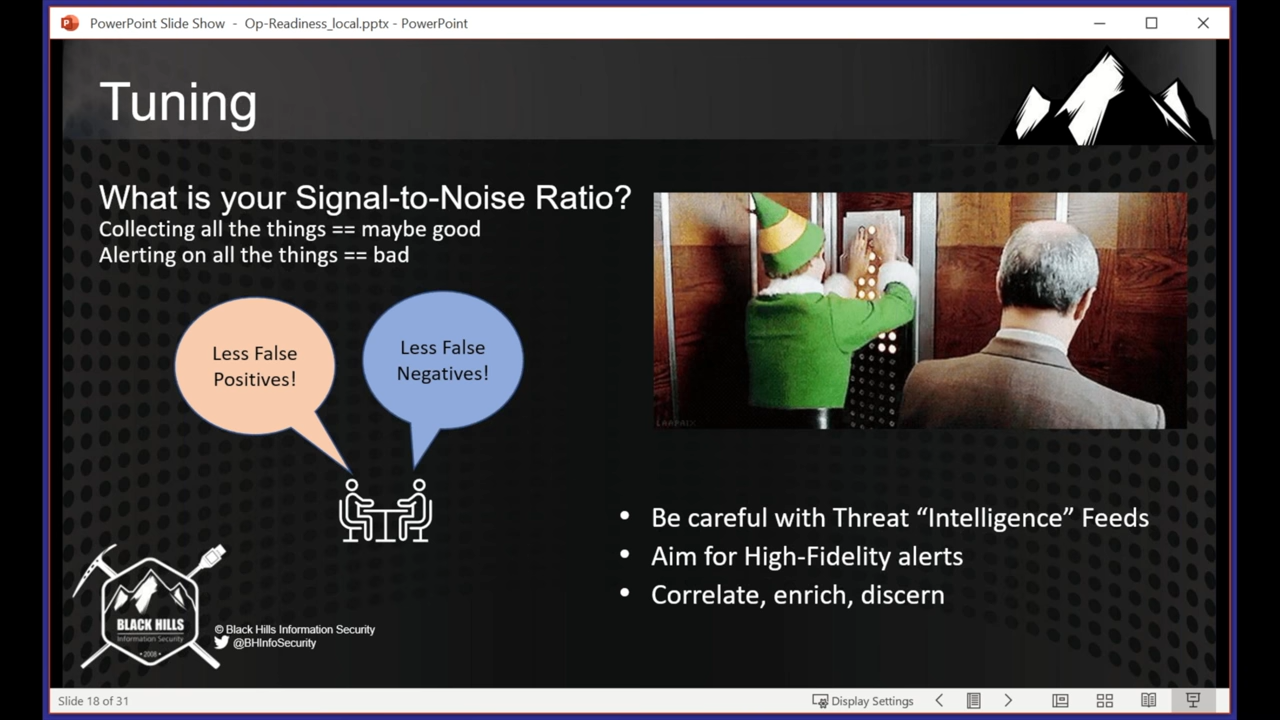 PowerPoint Slide Show - Op-Readiness_local.pptx - PowerPoint
Tuning
What is your Signal-to-Noise Ratio?
Collecting all the things == maybe good
Alerting on all the things == bad
Less False
Positives!
Less False
Negatives!
• Be careful with Threat “Intelligence” Feeds
• Aim for High-Fidelity alerts
• Correlate, enrich, discern
BLACK HILLS
Information Security
• 2008 •
© Black Hills Information Security
@BHInfoSecurity
Slide 18 of 31
Display Settings